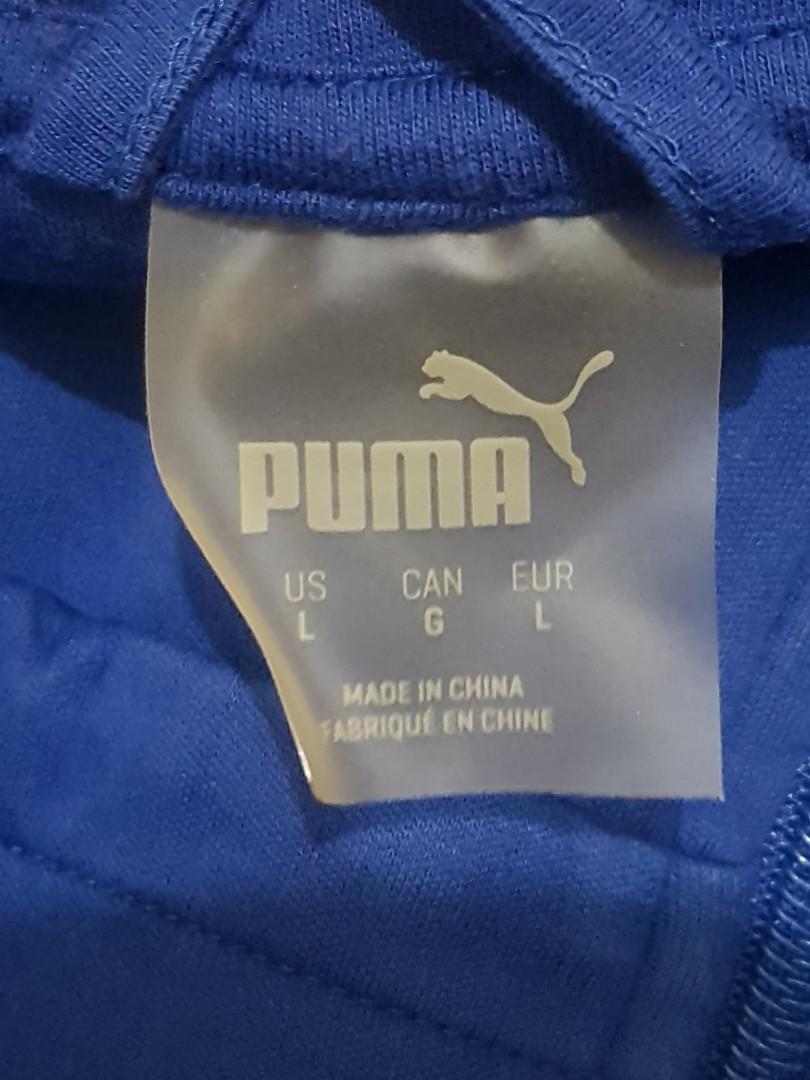 PUMA
US CAN EUR
L G L
MADE IN CHINA
FABRIQUÉ EN CHINE